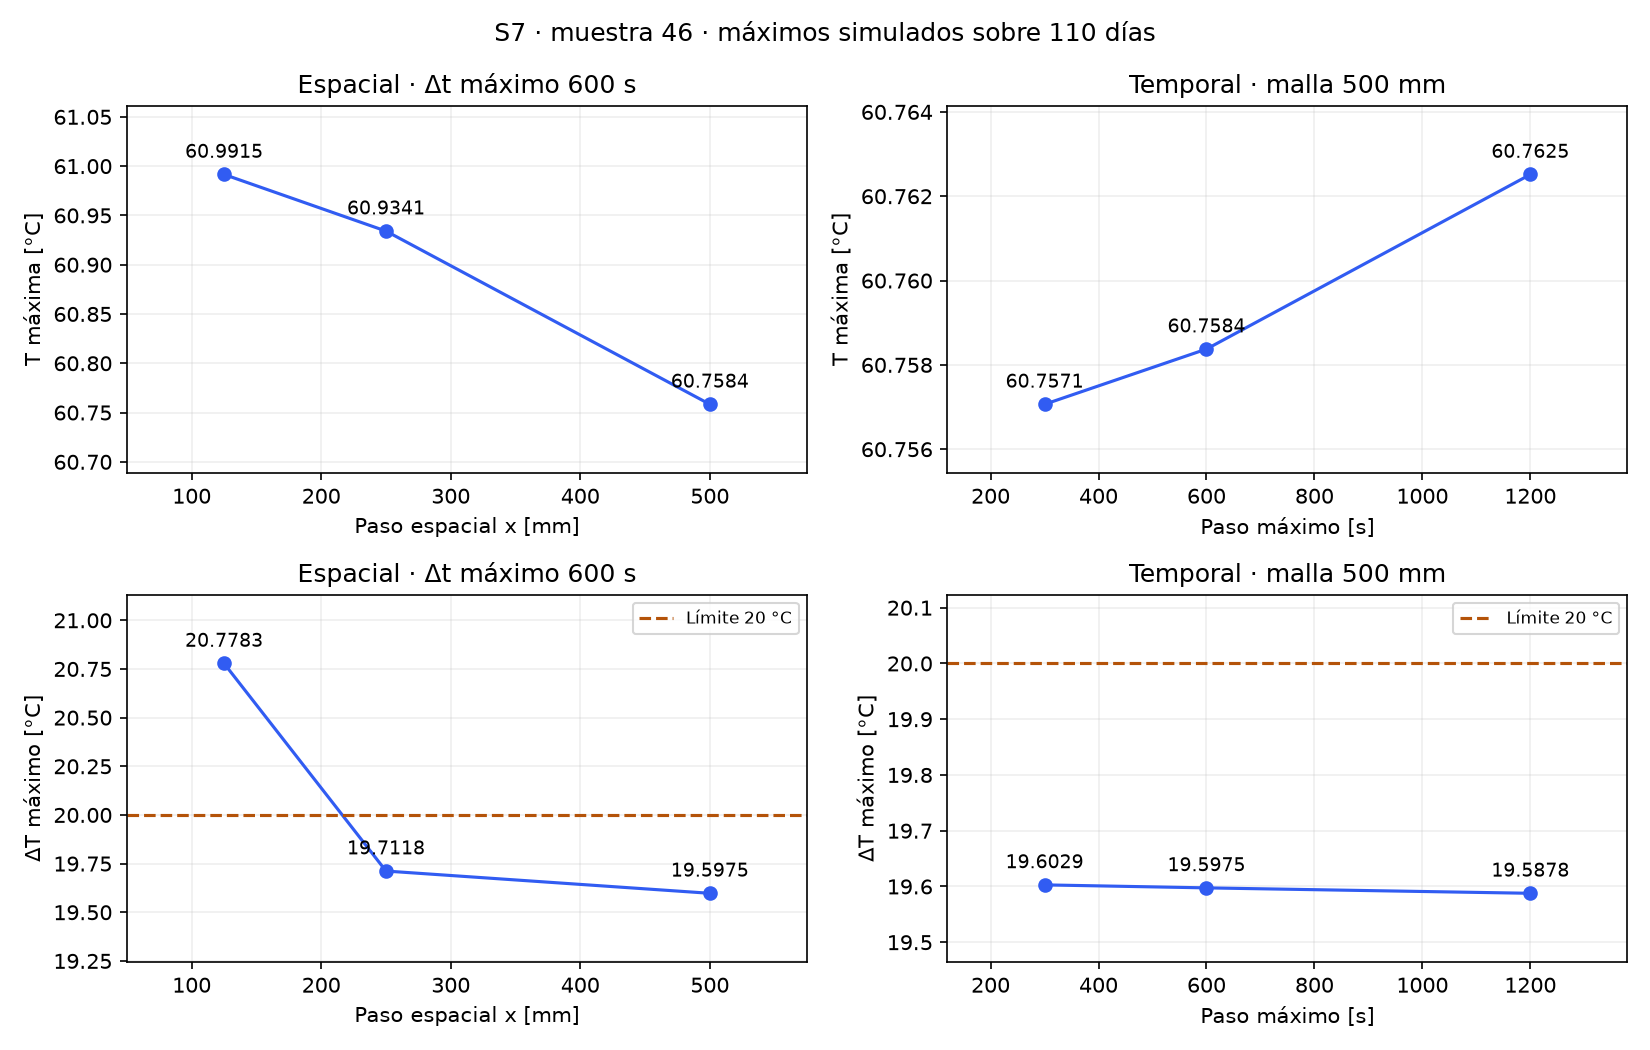 S7 · muestra 46 · máximos simulados sobre 110 días
Espacial · Δt máximo 600 s
T máxima [°C]
61.05
61.00
60.95
60.90
60.85
60.80
60.75
60.70
60.9915
60.9341
60.7584
100 200 300 400 500
Paso espacial x [mm]
Temporal · malla 500 mm
T máxima [°C]
60.764
60.762
60.760
60.758
60.756
60.7571
60.7584
60.7625
200 400 600 800 1000 1200
Paso máximo [s]
Espacial · Δt máximo 600 s
ΔT máximo [°C]
21.00
20.75
20.50
20.25
20.00
19.75
19.50
19.25
Límite 20 °C
20.7783
19.7118
19.5975
100 200 300 400 500
Paso espacial x [mm]
Temporal · malla 500 mm
ΔT máximo [°C]
20.1
20.0
19.9
19.8
19.7
19.6
19.5
Límite 20 °C
19.6029
19.5975
19.5878
200 400 600 800 1000 1200
Paso máximo [s]